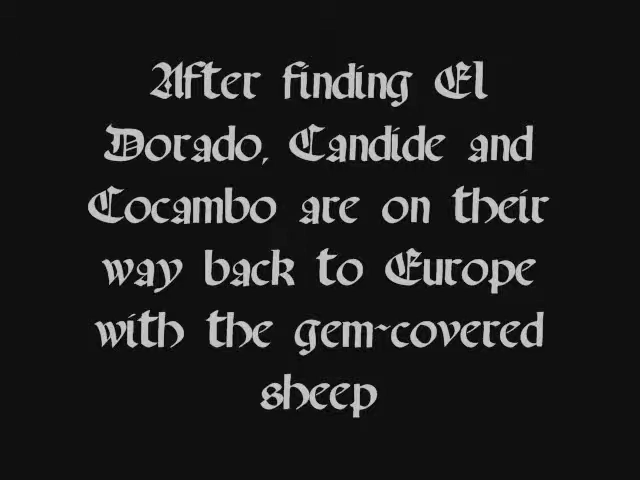 After finding El
Dorado, Candide and
Cocambo are on their
way back to Europe
with the gem-covered
sheep